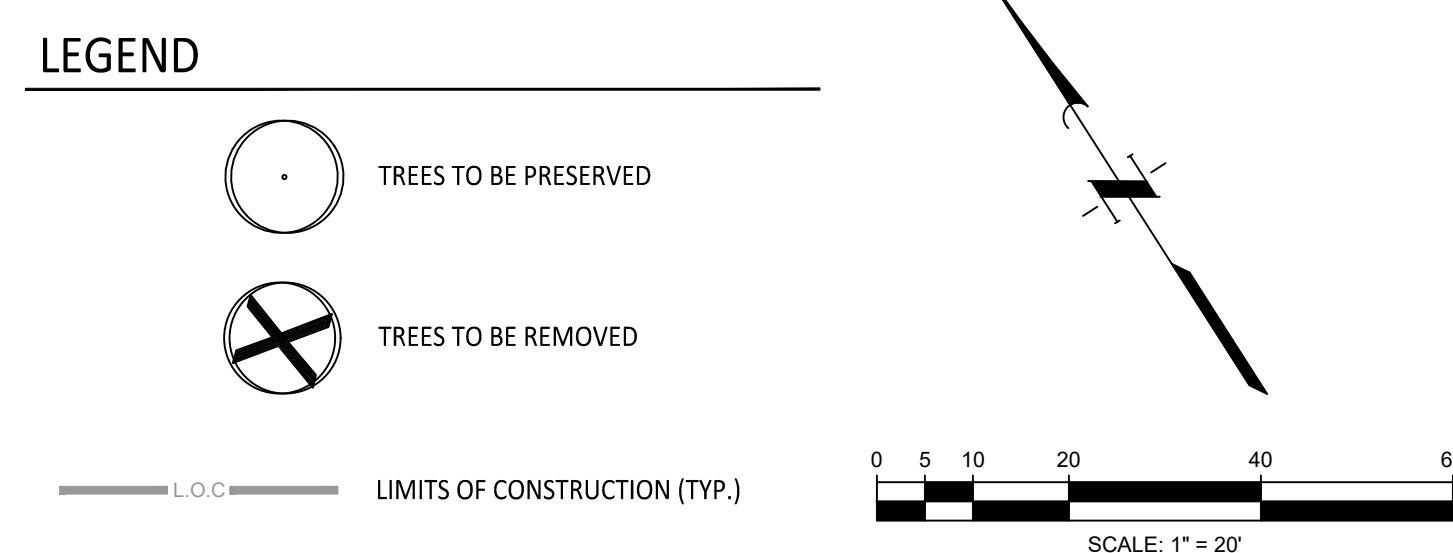 LEGEND
TREES TO BE PRESERVED
TREES TO BE REMOVED
L.O.C
LIMITS OF CONSTRUCTION (TYP.)
0 5 10 20 40 6
SCALE: 1" = 20'